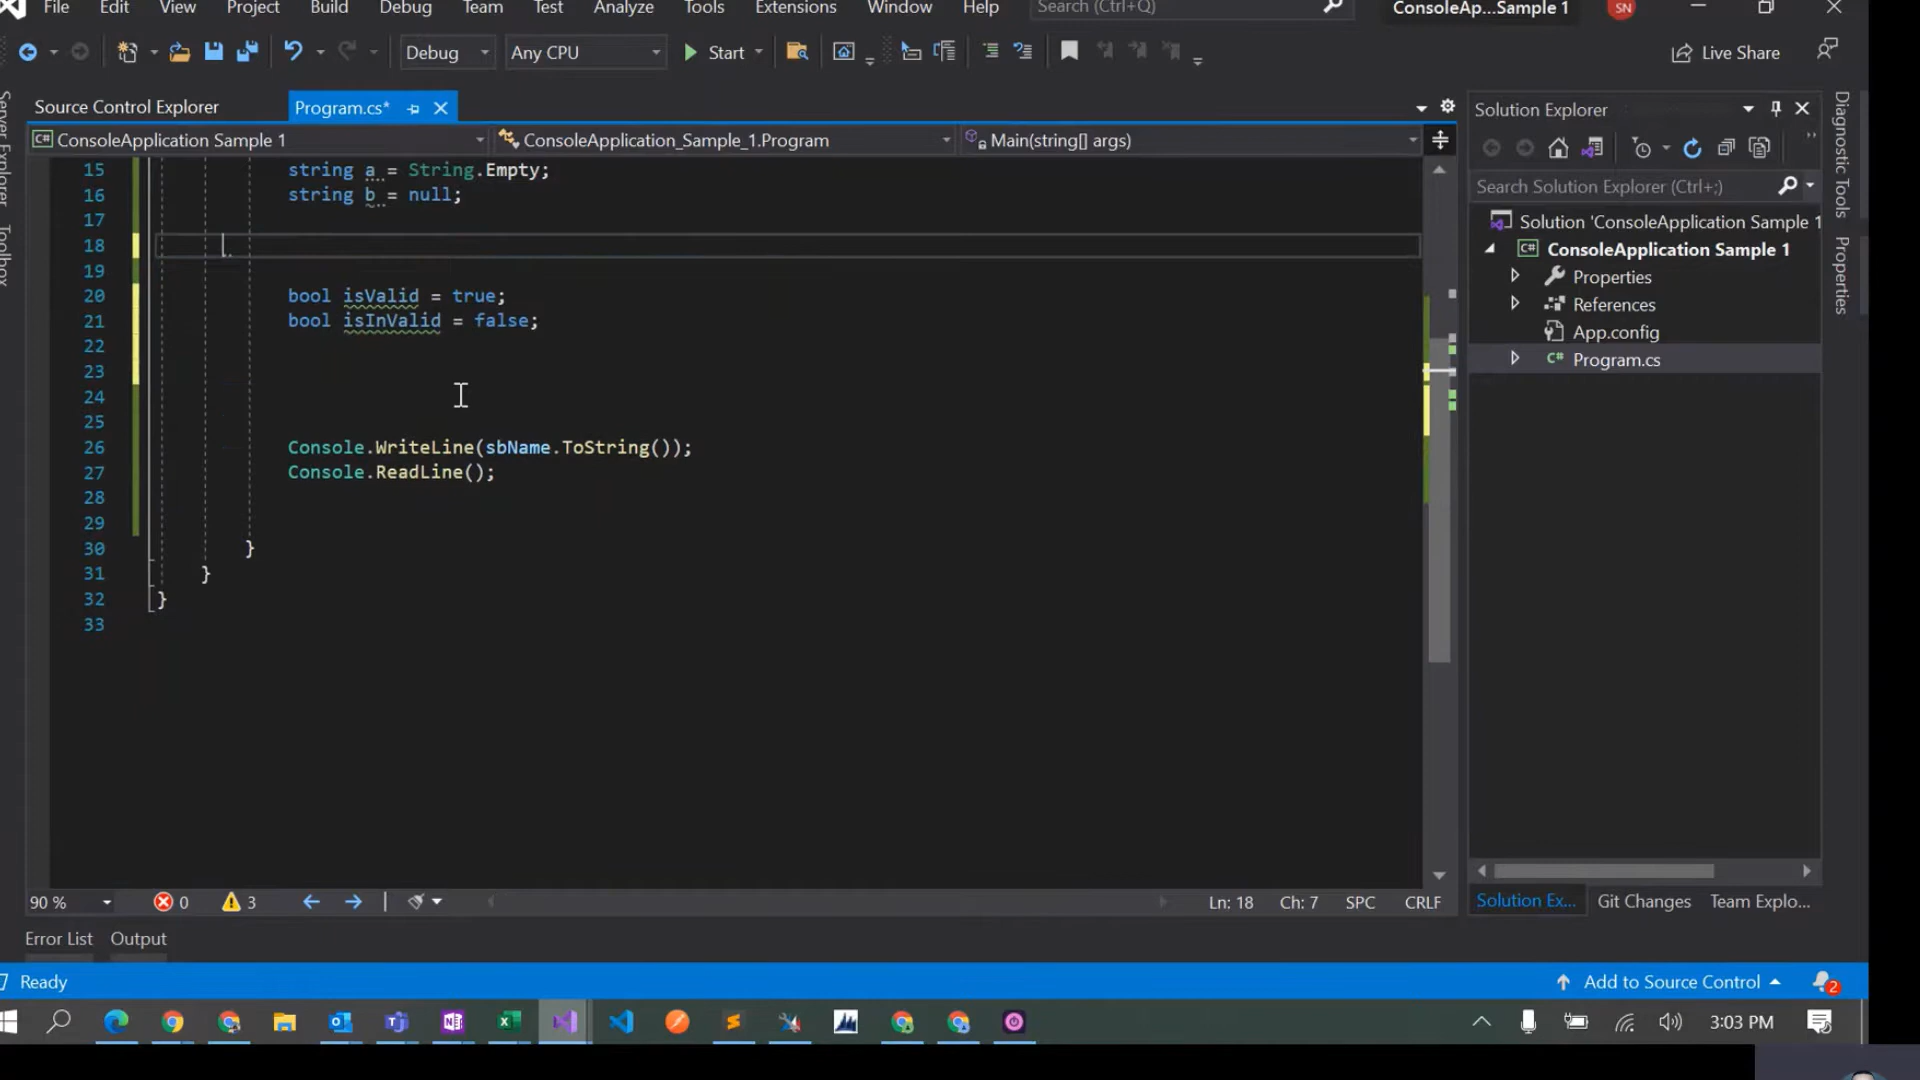 File Edit View Project Build Debug Team Tools Test Analyze Extensions Window Help Search (Ctrl+Q) ConsoleAp...Sample 1 SN
Debug Any CPU Start Live Share
Server Explorer
Toolbox
Source Control Explorer Program.cs*
ConsoleApplication Sample 1 ConsoleApplication_Sample_1.Program Main(string[] args)
15 string a = String.Empty;
16 string b = null;
17
18
19
20 bool isValid = true;
21 bool isInValid = false;
22
23
24
25
26 Console.WriteLine(sbName.ToString());
27 Console.ReadLine();
28
29
30 }
31 }
32 }
33
90 % 0 3 Ln: 18 Ch: 7 SPC CRLF
Solution Explorer
Search Solution Explorer (Ctrl+;)
Solution 'ConsoleApplication Sample 1
C# ConsoleApplication Sample 1
Properties
References
App.config
C# Program.cs
Solution Ex... Git Changes Team Explo...
Diagnostic Tools
Properties
Error List Output
Ready Add to Source Control 2
3:03 PM